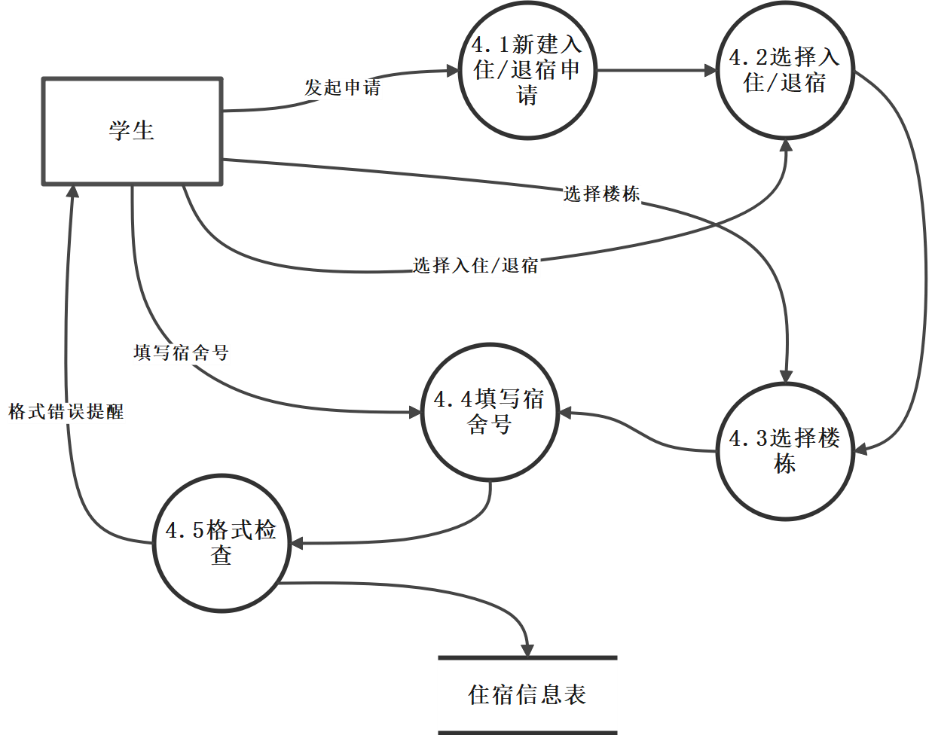 4.1新建入
住/退宿申
请
4.2选择入
住/退宿
发起申请
学生
选择楼栋
选择入住/退宿
填写宿舍号
格式错误提醒
4.4填写宿
舍号
4.3选择楼
栋
4.5格式检
查
住宿信息表